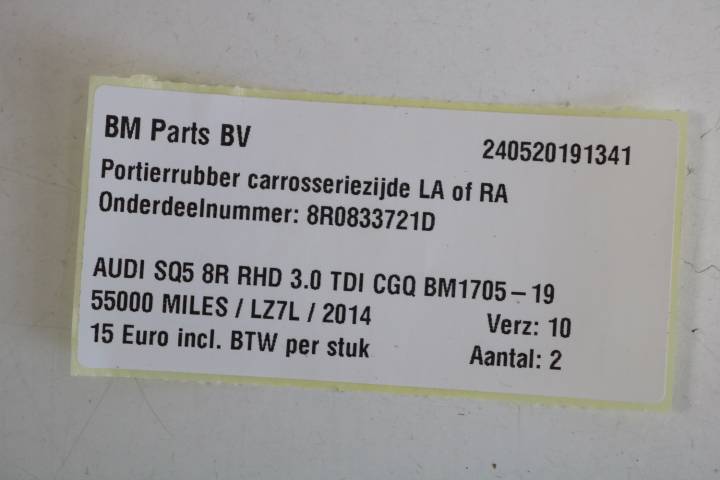 BM Parts BV
240520191341
Portierrubber carrosseriezijde LA of RA
Onderdeelnummer: 8R0833721D
AUDI SQ5 8R RHD 3.0 TDI CGQ BM1705-19
55000 MILES / LZ7L / 2014
Verz: 10
15 Euro incl. BTW per stuk
Aantal: 2